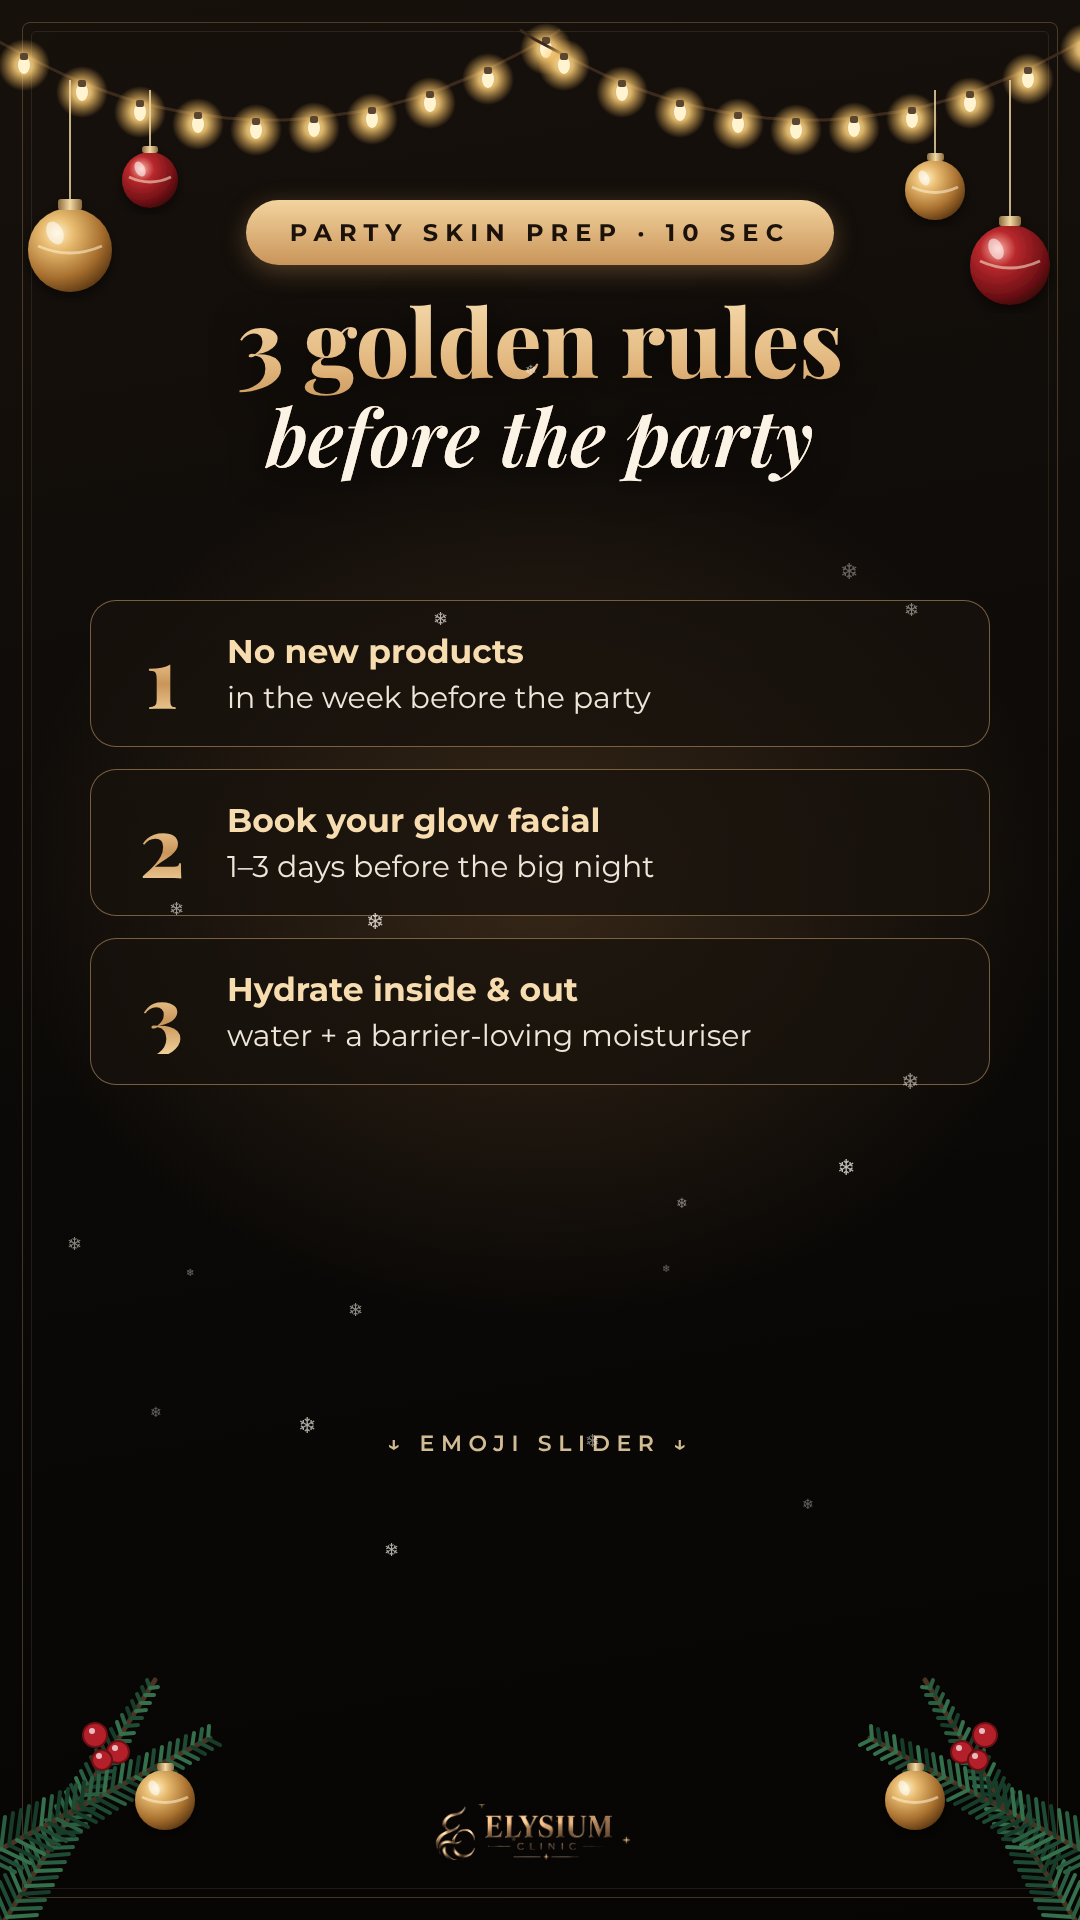 PARTY SKIN PREP · 10 SEC
3 golden rules
before the party
1
No new products
in the week before the party
2
Book your glow facial
1–3 days before the big night
3
Hydrate inside & out
water + a barrier-loving moisturiser
↓ EMOJI SLIDER ↓
ELYSIUM
CLINIC